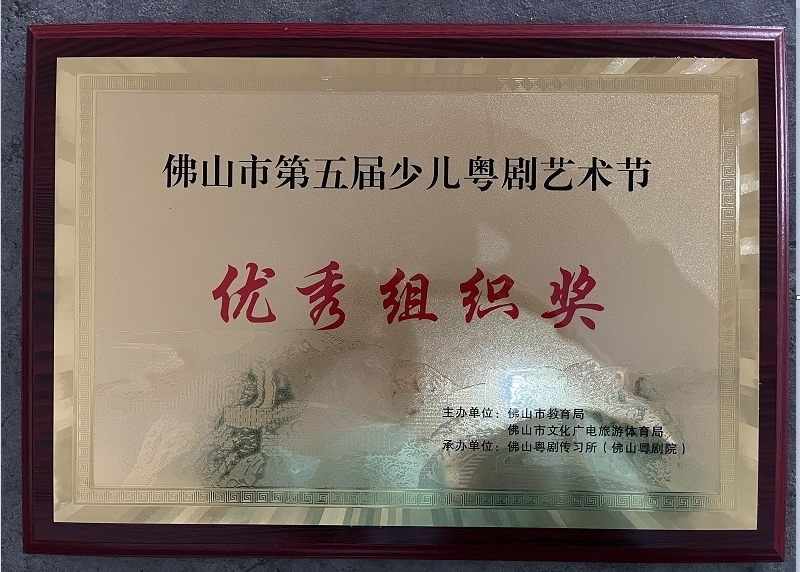 佛山市第五届少儿粤剧艺术节
优秀组织奖
主办单位：佛山市教育局
佛山市文化广电旅游体育局
承办单位：佛山粤剧传习所（佛山粤剧院）